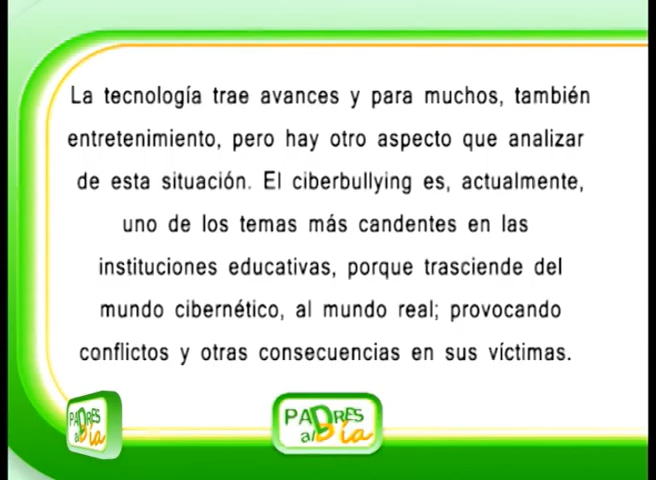 La tecnología trae avances y para muchos, también
entretenimiento, pero hay otro aspecto que analizar
de esta situación. El ciberbullying es, actualmente,
uno de los temas más candentes en las
instituciones educativas, porque trasciende del
mundo cibernético, al mundo real; provocando
conflictos y otras consecuencias en sus víctimas.
PADRES
al Día
PADRES
al Día